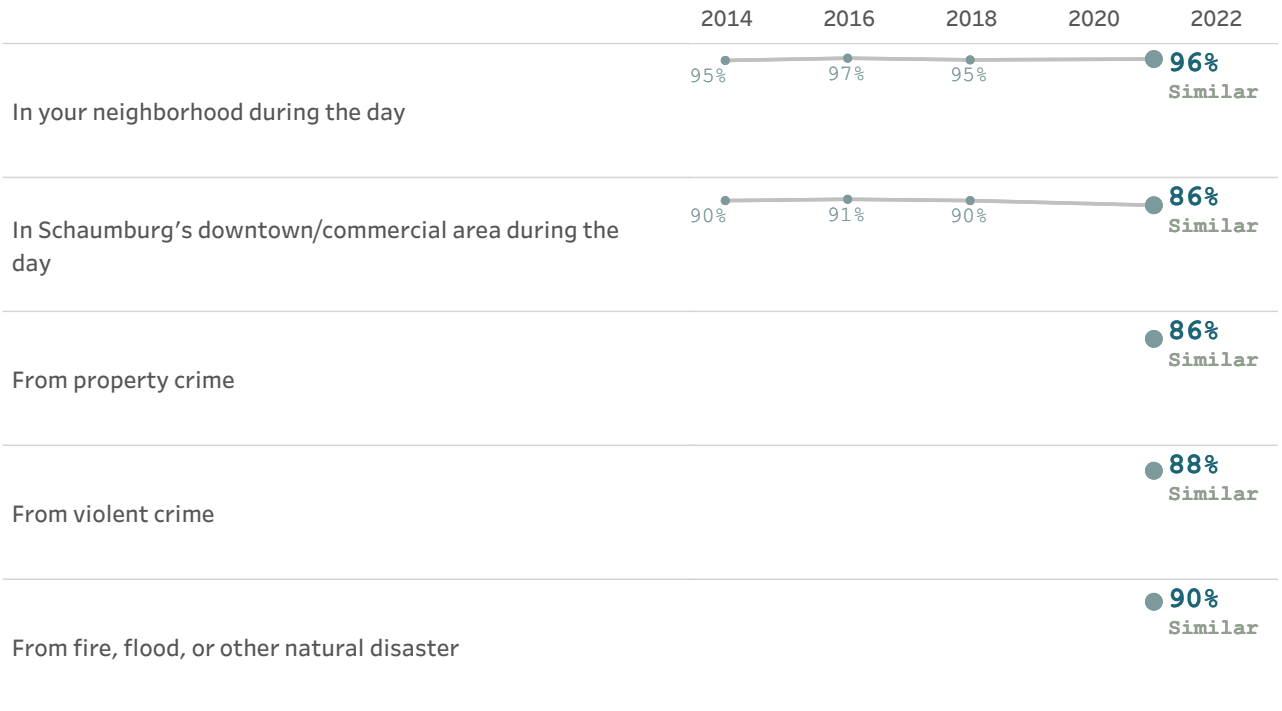 2014 2016 2018 2020 2022
In your neighborhood during the day
95% 97% 95% 96%
Similar
In Schaumburg’s downtown/commercial area during the
day
90% 91% 90% 86%
Similar
From property crime
86%
Similar
From violent crime
88%
Similar
From fire, flood, or other natural disaster
90%
Similar